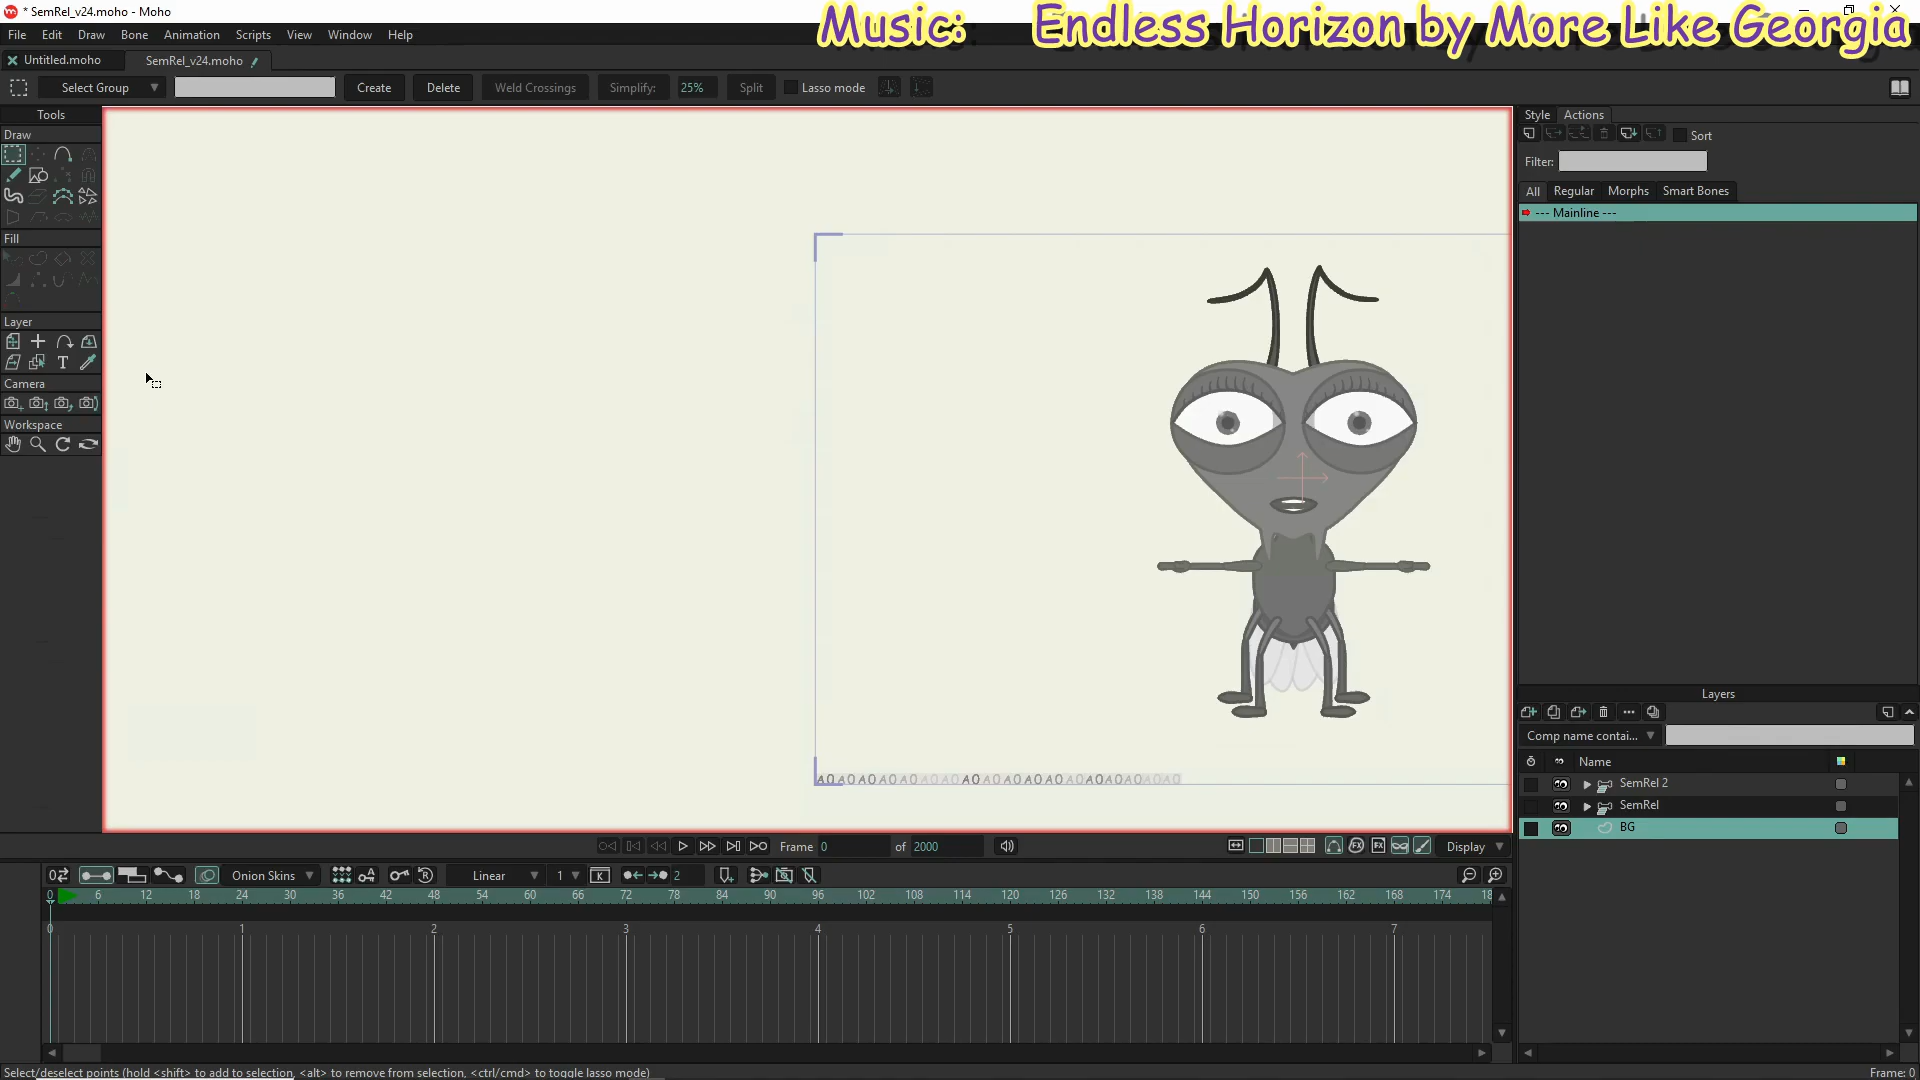 * SemRel_v24.moho - Moho
Music: Endless Horizon by More Like Georgia
File Edit Draw Bone Animation Scripts View Window Help
Untitled.moho SemRel_v24.moho
Select Group Create Delete Weld Crossings Simplify: 25% Split Lasso mode
Tools
Draw
Fill
Layer
T
Camera
Workspace
Style Actions
Sort
Filter:
All Regular Morphs Smart Bones
--- Mainline ---
Layers
Comp name contai...
Name
SemRel 2
SemRel
BG
Frame 0 of 2000 Display
Onion Skins Linear 1 K 2
0 6 12 18 24 30 36 42 48 54 60 66 72 78 84 90 96 102 108 114 120 126 132 138 144 150 156 162 168 174 18
0 1 2 3 4 5 6 7
Select/deselect points (hold <shift> to add to selection, <alt> to remove from selection, <ctrl/cmd> to toggle lasso mode)
Frame: 0